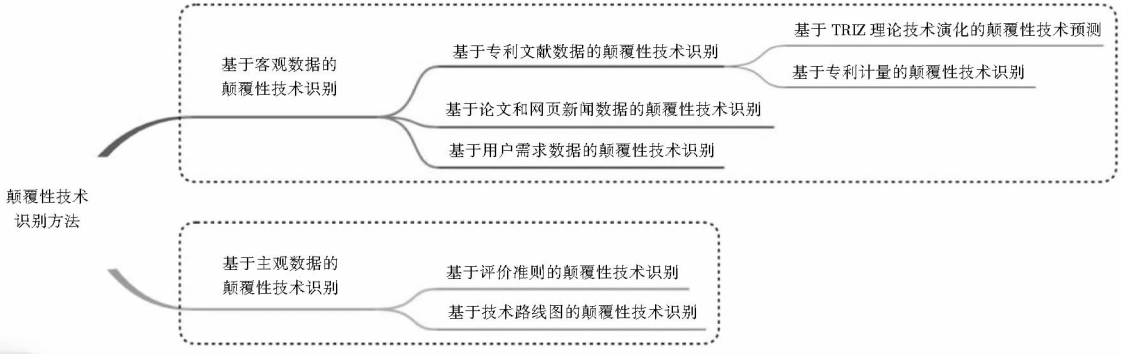 颠覆性技术
识别方法
基于客观数据的
颠覆性技术识别
基于专利文献数据的颠覆性技术识别
基于 TRIZ 理论技术演化的颠覆性技术预测
基于专利计量的颠覆性技术识别
基于论文和网页新闻数据的颠覆性技术识别
基于用户需求数据的颠覆性技术识别
基于主观数据的
颠覆性技术识别
基于评价准则的颠覆性技术识别
基于技术路线图的颠覆性技术识别